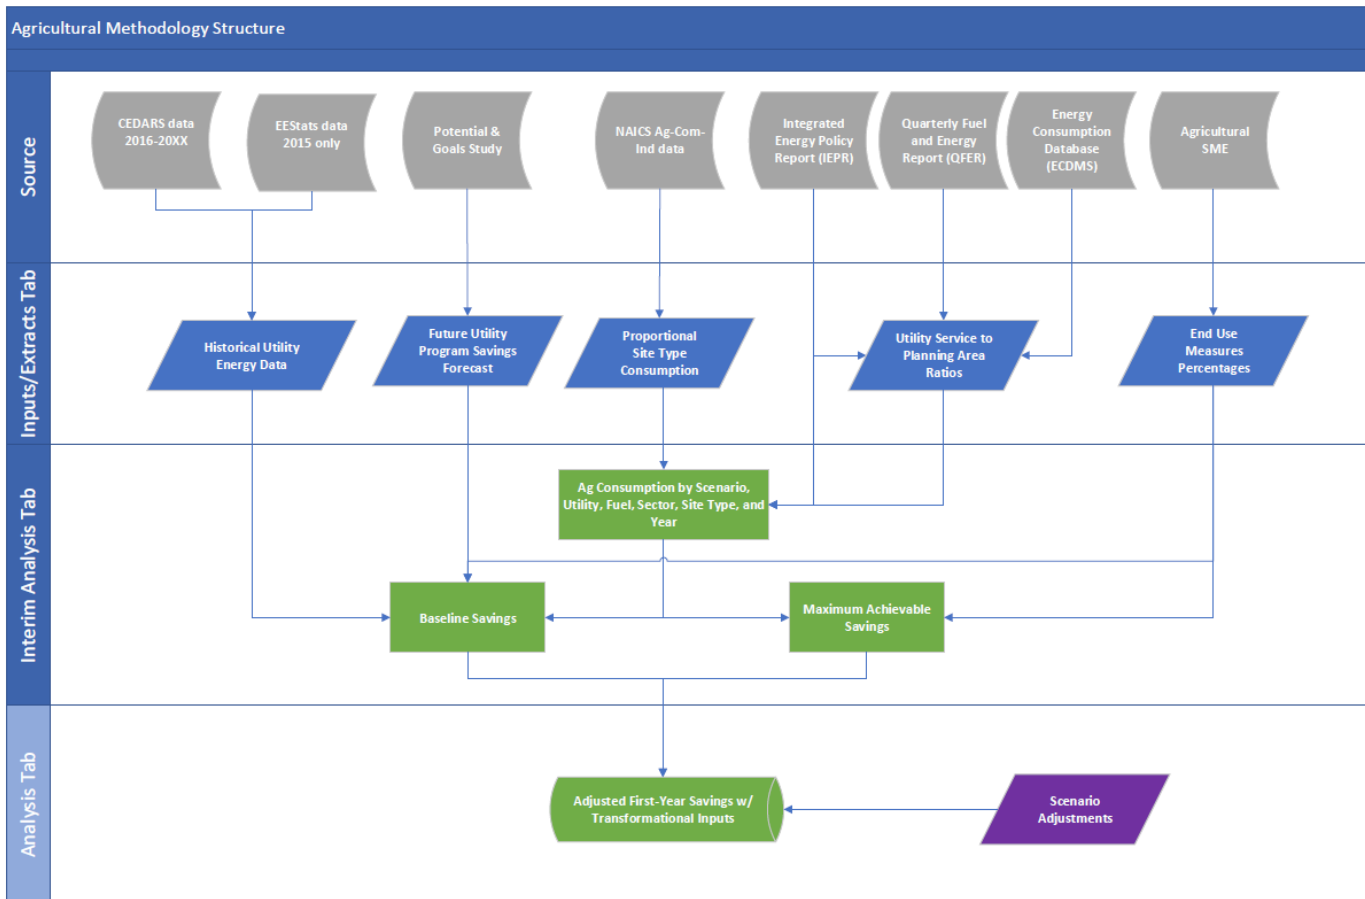 Agricultural Methodology Structure
Source
CEDARS data
2016-20XX
EEStats data
2015 only
Potential &
Goals Study
NAICS Ag-Com-
Ind data
Integrated
Energy Policy
Report (IEPR)
Quarterly Fuel
and Energy
Report (QFER)
Energy
Consumption
Database
(ECDMS)
Agricultural
SME
Inputs/Extracts Tab
Historical Utility
Energy Data
Future Utility
Program Savings
Forecast
Proportional
Site Type
Consumption
Utility Service to
Planning Area
Ratios
End Use
Measures
Percentages
Interim Analysis Tab
Ag Consumption by Scenario,
Utility, Fuel, Sector, Site Type, and
Year
Baseline Savings
Maximum Achievable
Savings
Analysis Tab
Adjusted First-Year Savings w/
Transformational Inputs
Scenario
Adjustments